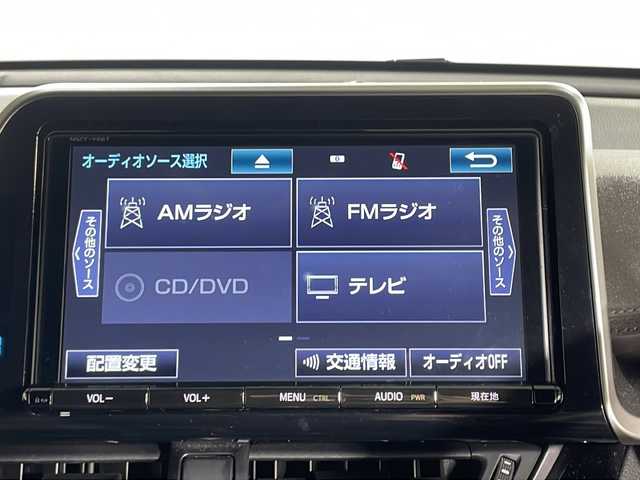 オーディオソース選択
AMラジオ
FMラジオ
その他のソース
その他のソース
CD/DVD
テレビ
配置変更
交通情報
オーディオOFF
VOL−
VOL+
MENU CTRL
AUDIO PWR
現在地